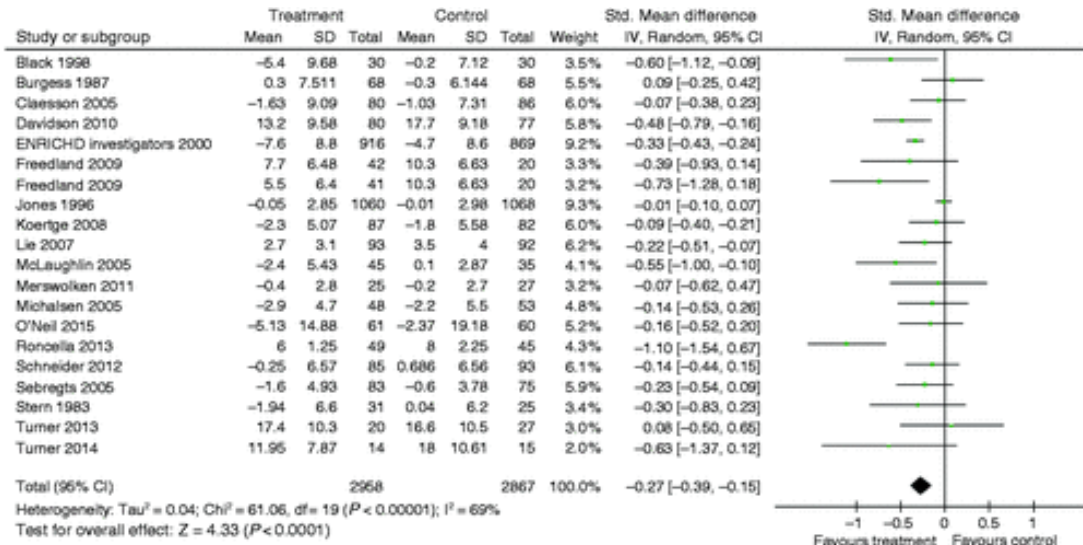 Treatment Control Std. Mean difference Std. Mean difference
Study or subgroup Mean SD Total Mean SD Total Weight IV, Random, 95% CI IV, Random, 95% CI
Black 1998 −5.4 9.68 30 −0.2 7.12 30 3.5% −0.60 [−1.12, −0.09]
Burgess 1987 0.3 7.511 68 −0.3 6.144 68 5.5% 0.09 [−0.25, 0.42]
Claesson 2005 −1.63 9.09 80 −1.03 7.31 86 6.0% −0.07 [−0.38, 0.23]
Davidson 2010 13.2 9.58 80 17.7 9.18 77 5.8% −0.48 [−0.79, −0.16]
ENRICHD investigators 2000 −7.6 8.8 916 −4.7 8.6 869 9.2% −0.33 [−0.43, −0.24]
Freedland 2009 7.7 6.48 42 10.3 6.63 20 3.3% −0.39 [−0.93, 0.14]
Freedland 2009 5.5 6.4 41 10.3 6.63 20 3.2% −0.73 [−1.28, 0.18]
Jones 1996 −0.05 2.85 1060 −0.01 2.98 1068 9.3% −0.01 [−0.10, 0.07]
Koertge 2008 −2.3 5.07 87 −1.8 5.58 82 6.0% −0.09 [−0.40, −0.21]
Lie 2007 2.7 3.1 93 3.5 4 92 6.2% −0.22 [−0.51, −0.07]
McLaughlin 2005 −2.4 5.43 45 0.1 2.87 35 4.1% −0.55 [−1.00, −0.10]
Merswolken 2011 −0.4 2.8 25 −0.2 2.7 27 3.2% −0.07 [−0.62, 0.47]
Michalsen 2005 −2.9 4.7 48 −2.2 5.5 53 4.8% −0.14 [−0.53, 0.26]
O'Neil 2015 −5.13 14.88 61 −2.37 19.18 60 5.2% −0.16 [−0.52, 0.20]
Roncella 2013 6 1.25 49 8 2.25 45 4.3% −1.10 [−1.54, 0.67]
Schneider 2012 −0.25 6.57 85 0.686 6.56 93 6.1% −0.14 [−0.44, 0.15]
Sebregts 2005 −1.6 4.93 83 −0.6 3.78 75 5.9% −0.23 [−0.54, 0.09]
Stern 1983 −1.94 6.6 31 0.04 6.2 25 3.4% −0.30 [−0.83, 0.23]
Turner 2013 17.4 10.3 20 16.6 10.5 27 3.0% 0.08 [−0.50, 0.65]
Turner 2014 11.95 7.87 14 18 10.61 15 2.1% −0.63 [−1.37, 0.12]
Total (95% CI) 2958 2867 100.0% −0.27 [−0.39, −0.15]
Heterogeneity: Tau² = 0.04; Chi² = 61.06, df = 19 (P < 0.00001); I² = 69%
Test for overall effect: Z = 4.33 (P < 0.0001)
−1 −0.5 0 0.5 1
Favours treatment Favours control